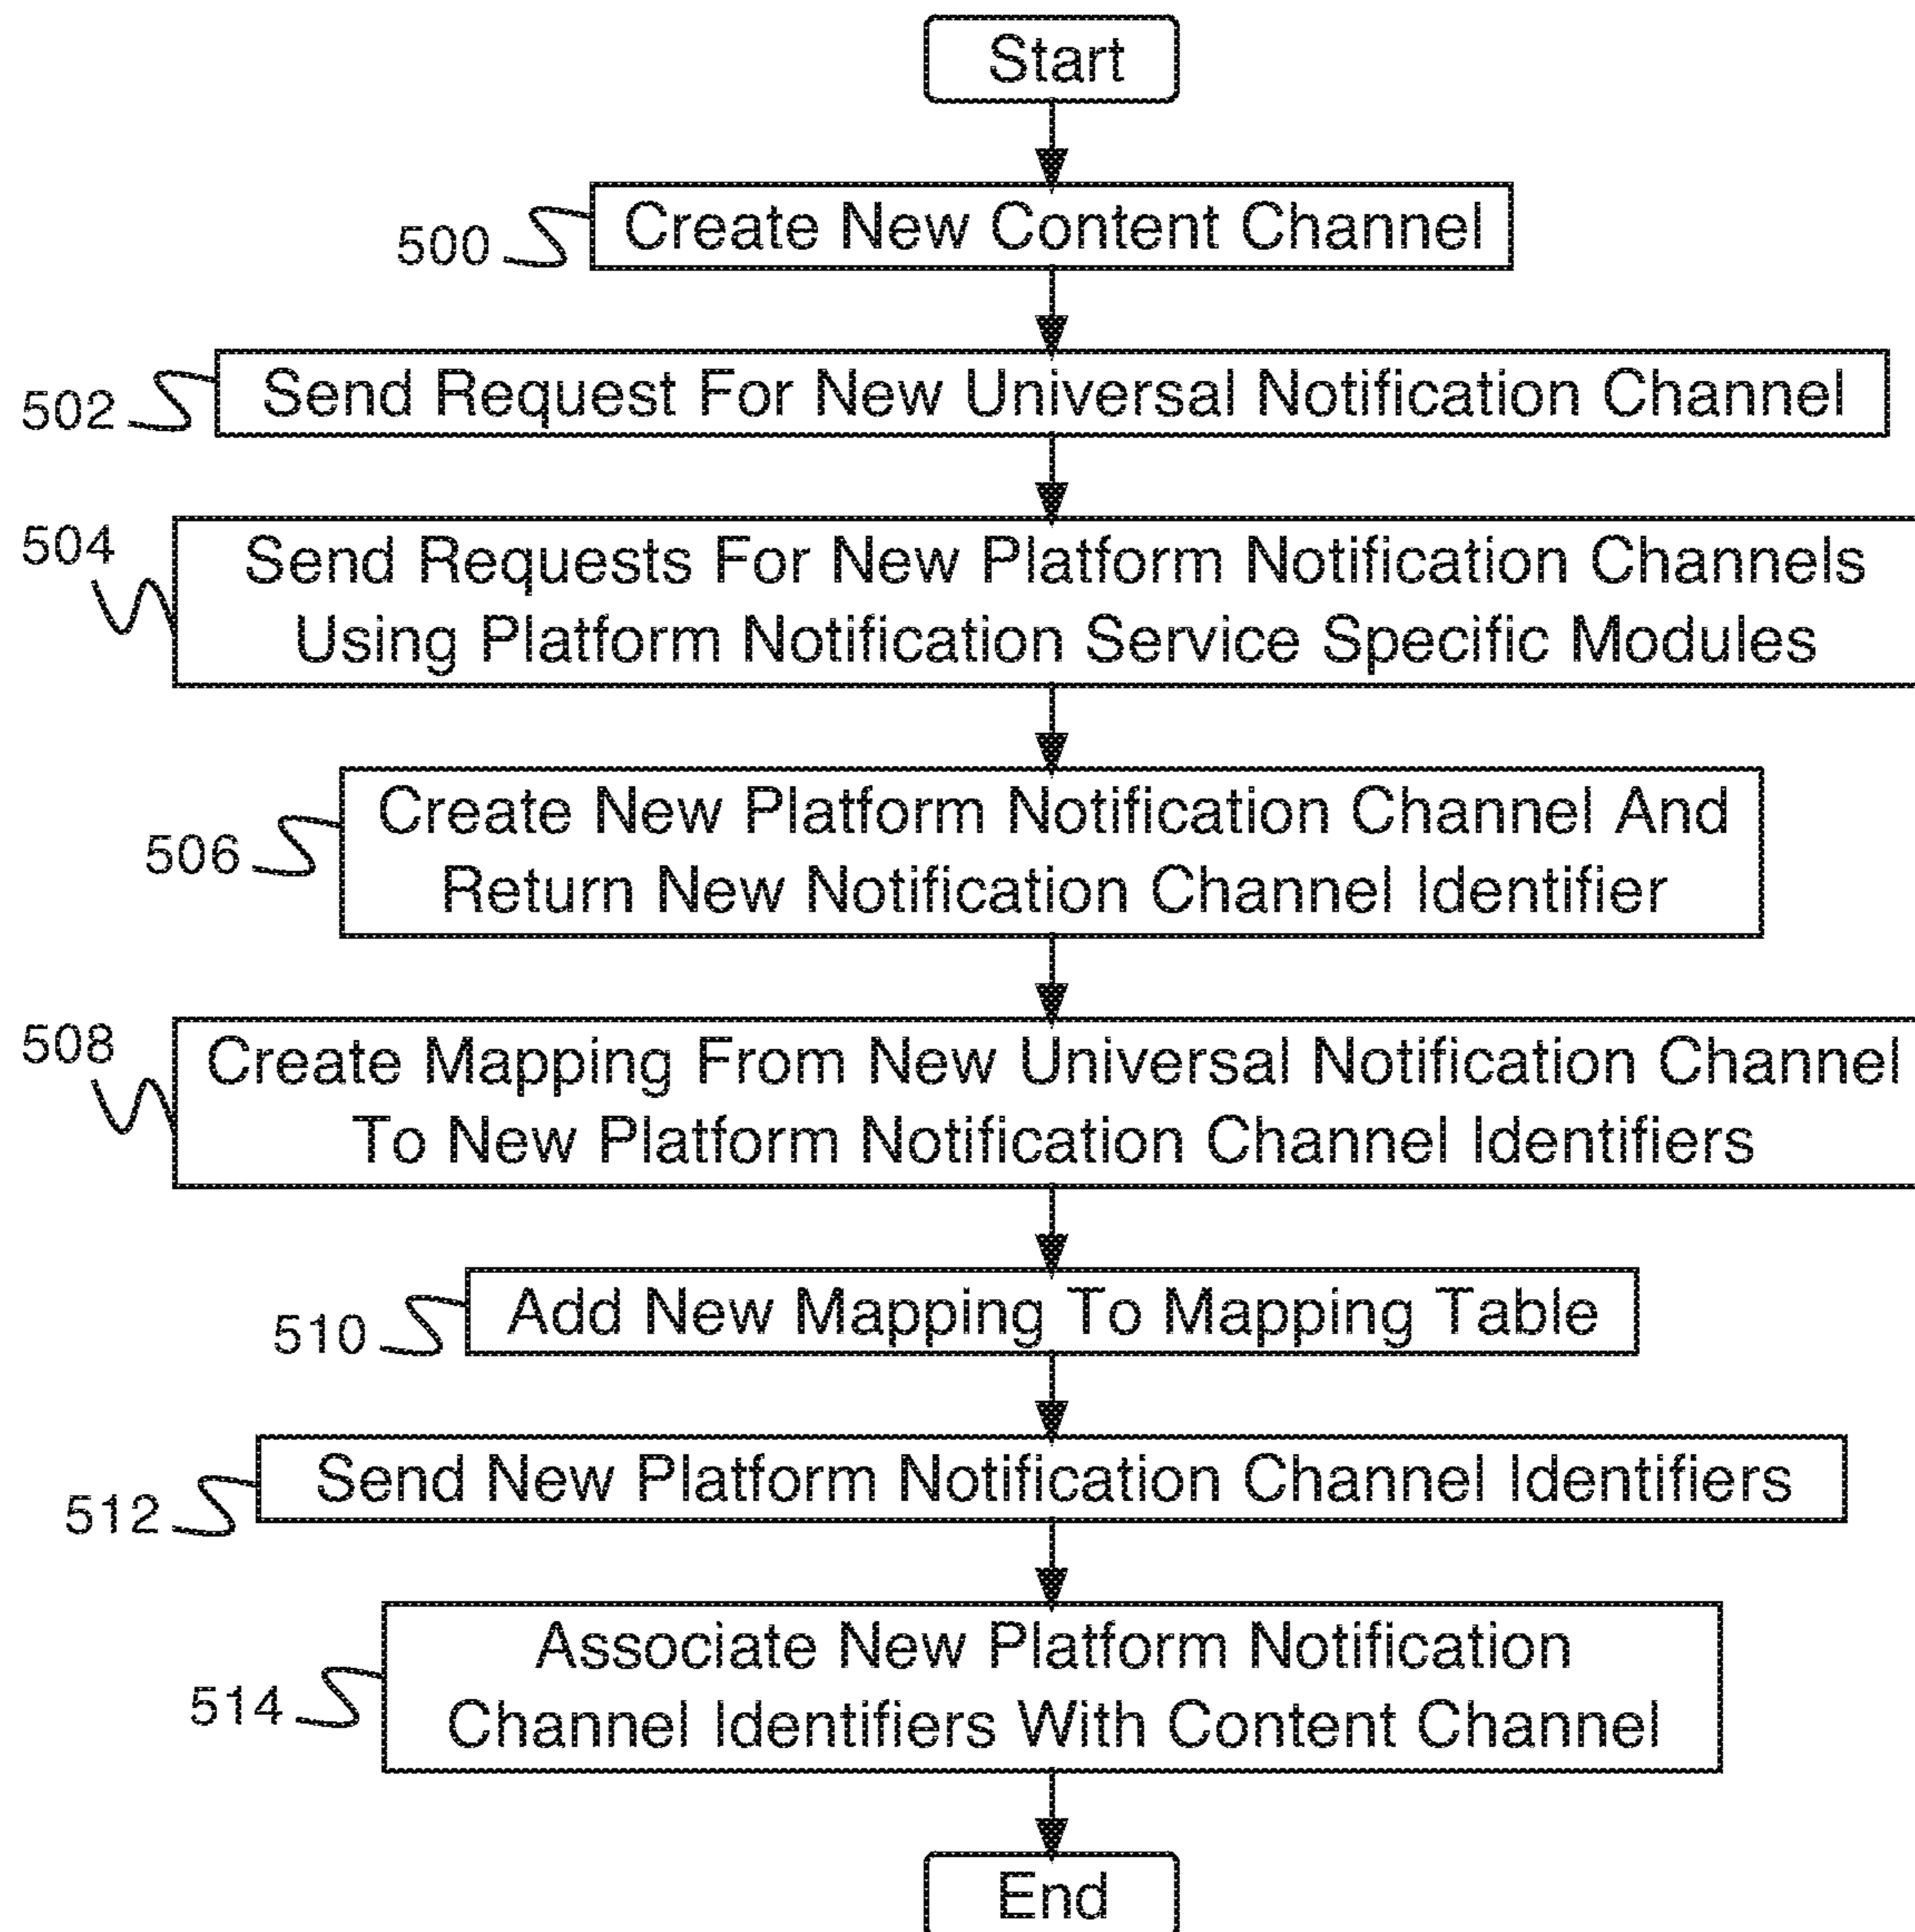 Start
500
Create New Content Channel
502
Send Request For New Universal Notification Channel
504
Send Requests For New Platform Notification Channels
Using Platform Notification Service Specific Modules
506
Create New Platform Notification Channel And
Return New Notification Channel Identifier
508
Create Mapping From New Universal Notification Channel
To New Platform Notification Channel Identifiers
510
Add New Mapping To Mapping Table
512
Send New Platform Notification Channel Identifiers
514
Associate New Platform Notification
Channel Identifiers With Content Channel
End